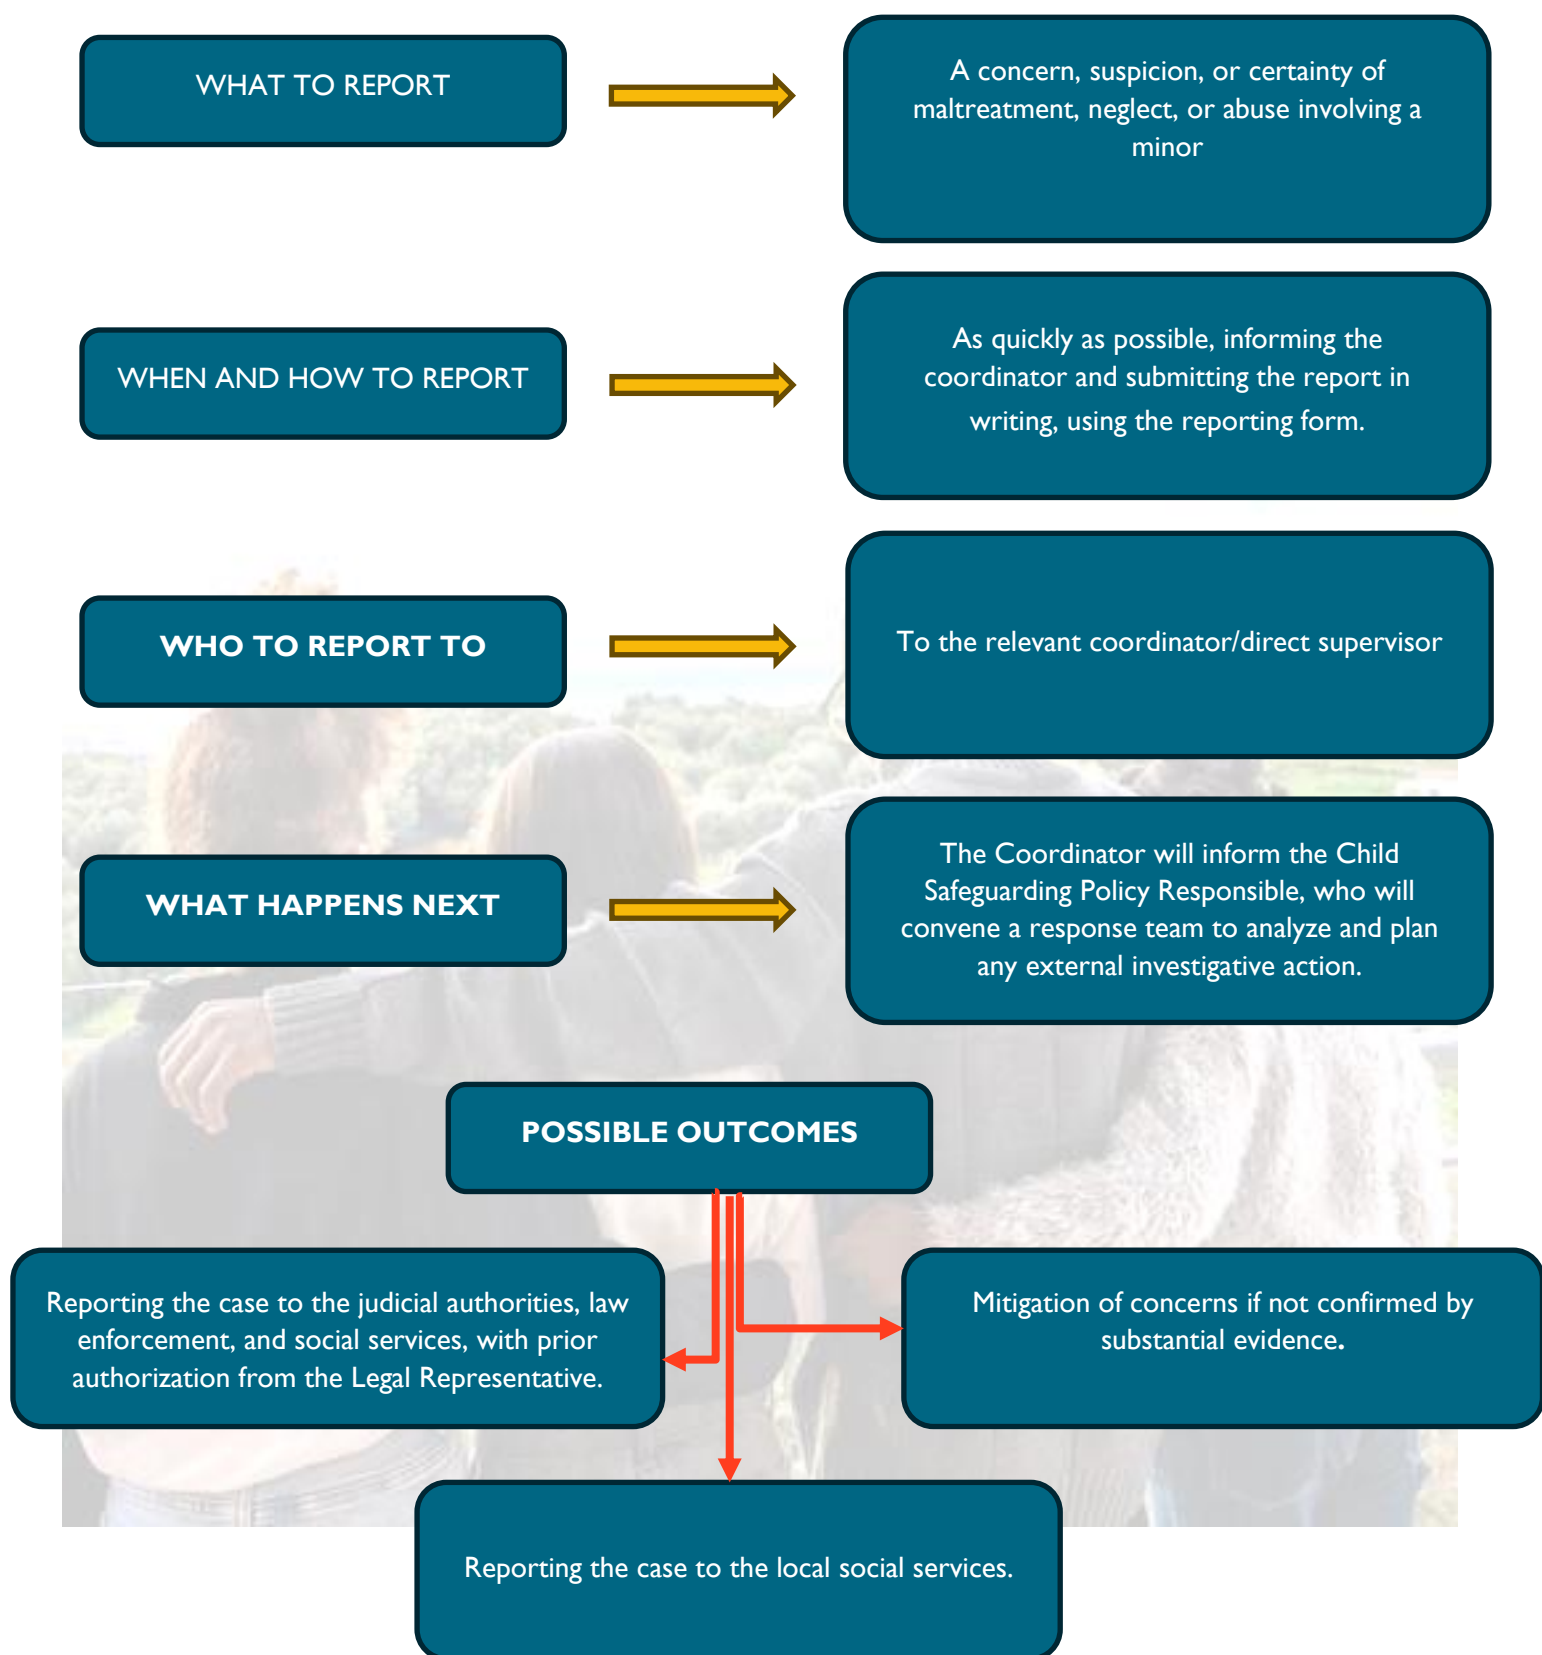 WHAT TO REPORT
A concern, suspicion, or certainty of
maltreatment, neglect, or abuse involving a
minor
WHEN AND HOW TO REPORT
As quickly as possible, informing the
coordinator and submitting the report in
writing, using the reporting form.
WHO TO REPORT TO
To the relevant coordinator/direct supervisor
WHAT HAPPENS NEXT
The Coordinator will inform the Child
Safeguarding Policy Responsible, who will
convene a response team to analyze and plan
any external investigative action.
POSSIBLE OUTCOMES
Reporting the case to the judicial authorities, law
enforcement, and social services, with prior
authorization from the Legal Representative.
Mitigation of concerns if not confirmed by
substantial evidence.
Reporting the case to the local social services.